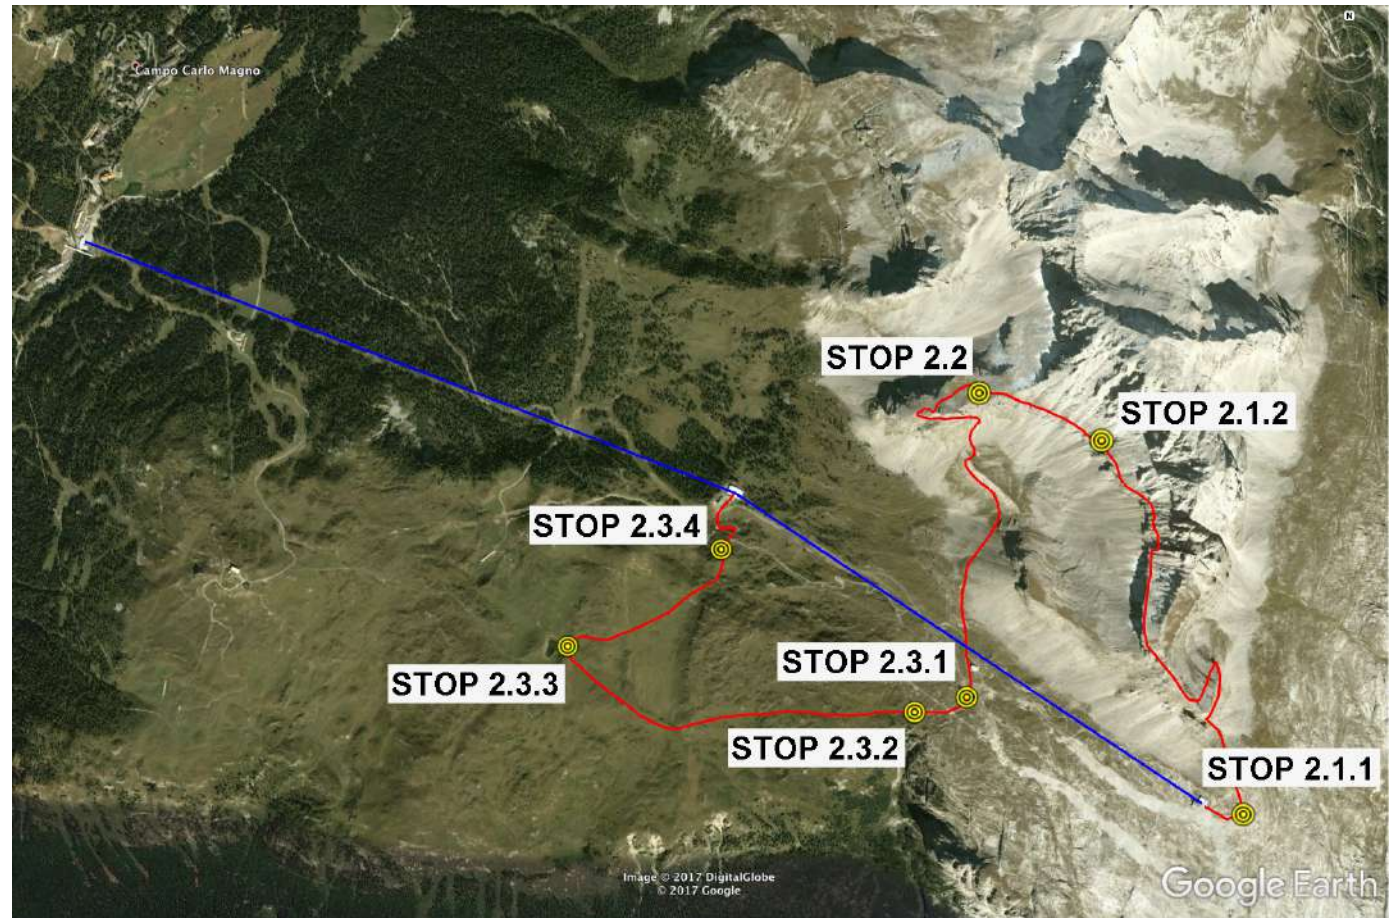 N
Campo Carlo Magno
STOP 2.2
STOP 2.1.2
STOP 2.3.4
STOP 2.3.1
STOP 2.3.3
STOP 2.3.2
STOP 2.1.1
Image © 2017 DigitalGlobe
© 2017 Google
Google Earth